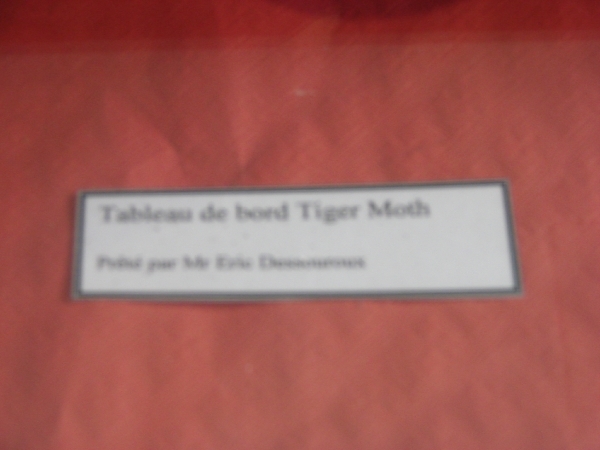 Tableau de bord Tiger Moth
Prêté par Mr Eric